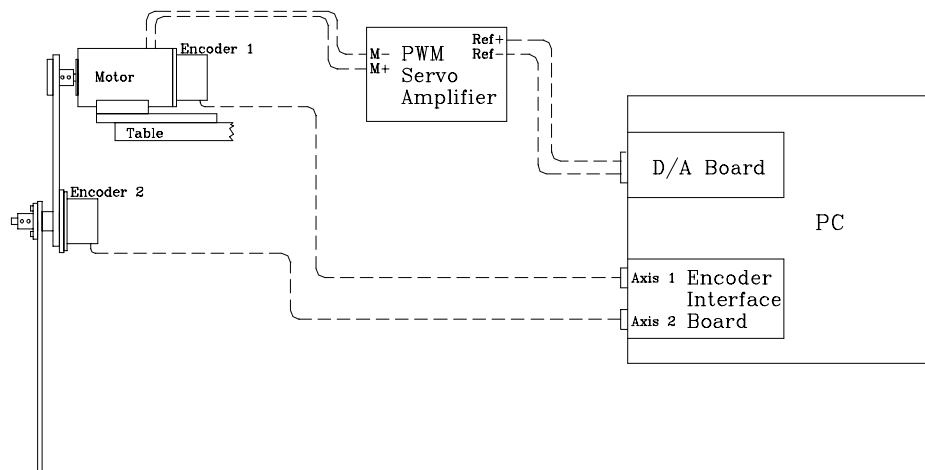 Encoder 1
Motor
Table
Encoder 2
M-
M+
PWM
Servo
Amplifier
Ref+
Ref-
D/A Board
PC
Axis 1
Axis 2
Encoder
Interface
Board